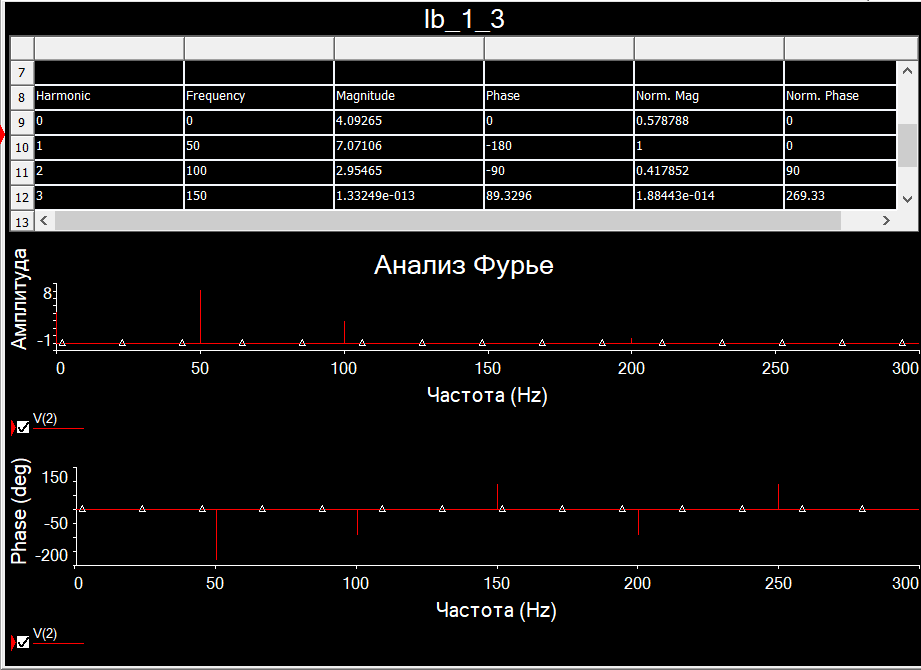 lb_1_3
7
8 Harmonic Frequency Magnitude Phase Norm. Mag Norm. Phase
9 0 0 4.09265 0 0.578788 0
10 1 50 7.07106 -180 1 0
11 2 100 2.95465 -90 0.417852 90
12 3 150 1.33249e-013 89.3296 1.88443e-014 269.33
13
Анализ Фурье
Амплитуда
8
-1
0 50 100 150 200 250 300
Частота (Hz)
V(2)
Phase (deg)
150
-50
-200
0 50 100 150 200 250 300
Частота (Hz)
V(2)